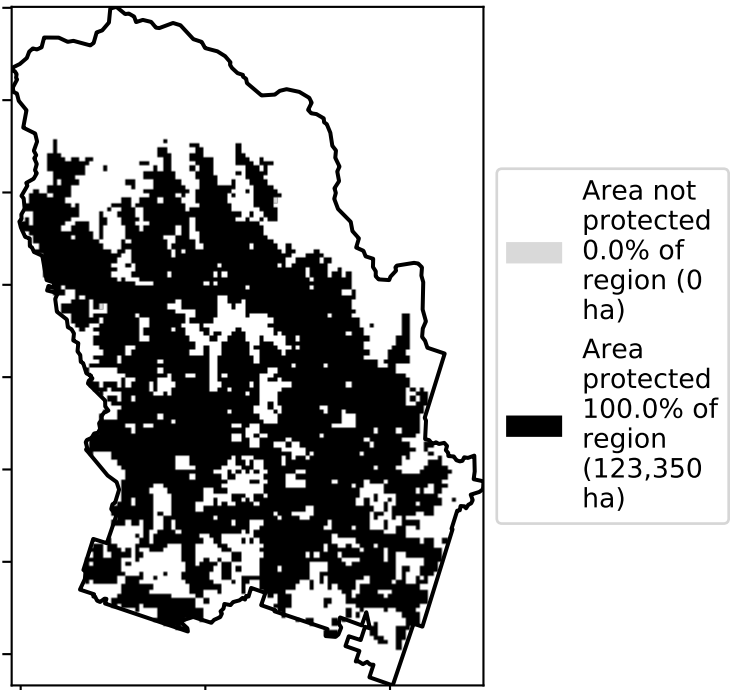 Area not
protected
0.0% of
region (0
ha)
Area
protected
100.0% of
region
(123,350
ha)